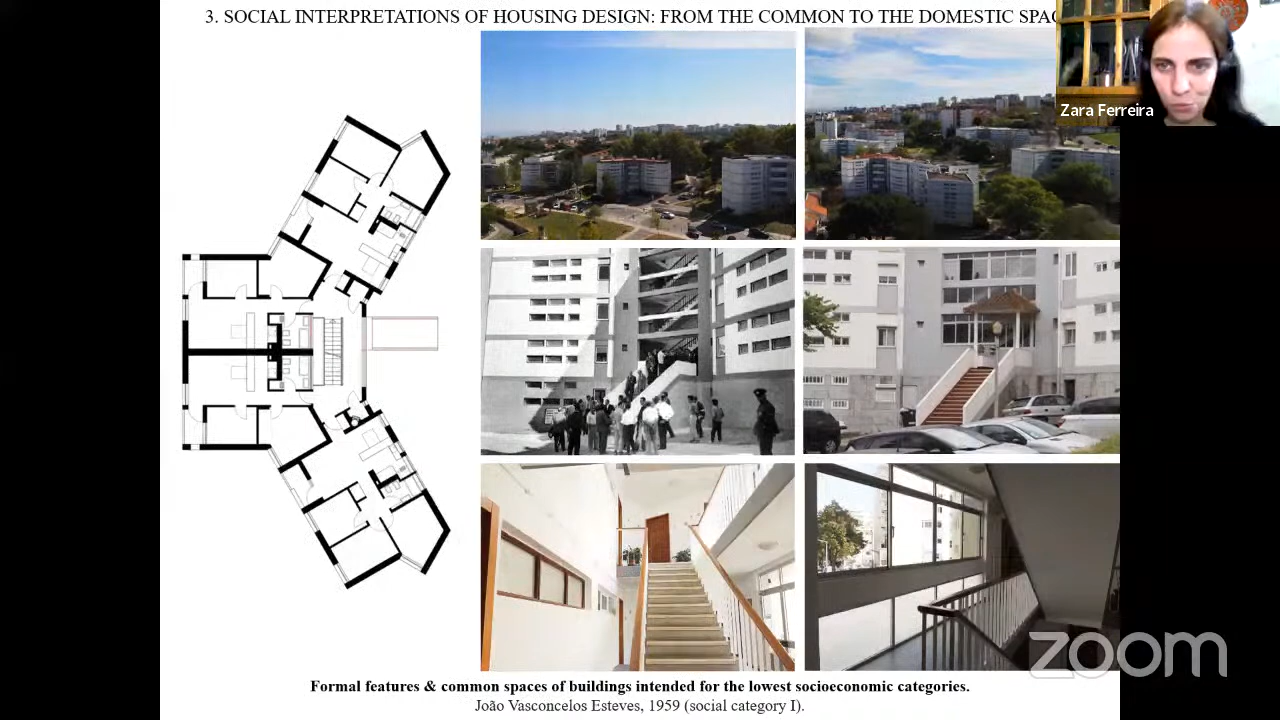 3. SOCIAL INTERPRETATIONS OF HOUSING DESIGN: FROM THE COMMON TO THE DOMESTIC SPAC
Zara Ferreira
zoom
Formal features & common spaces of buildings intended for the lowest socioeconomic categories.
João Vasconcelos Esteves, 1959 (social category I).